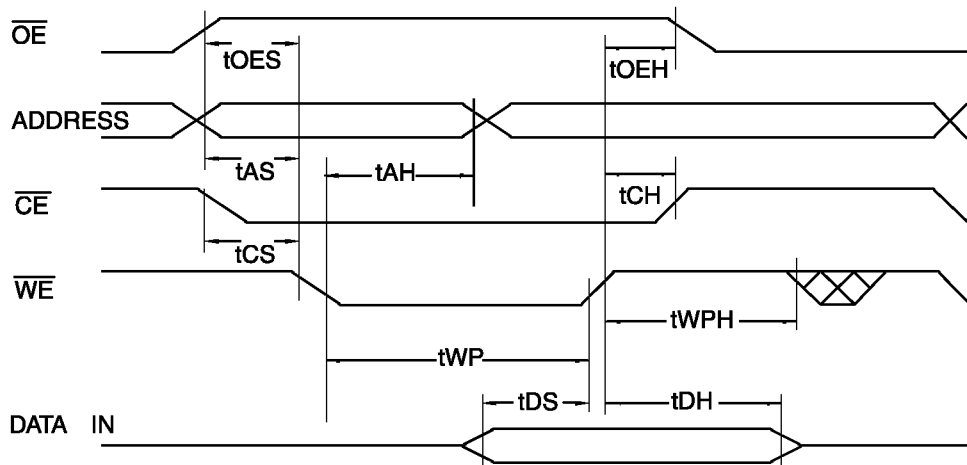 OE
tOES
tOEH
ADDRESS
tAS
tAH
tCH
CE
tCS
WE
tWPH
tWP
tDS
tDH
DATA IN